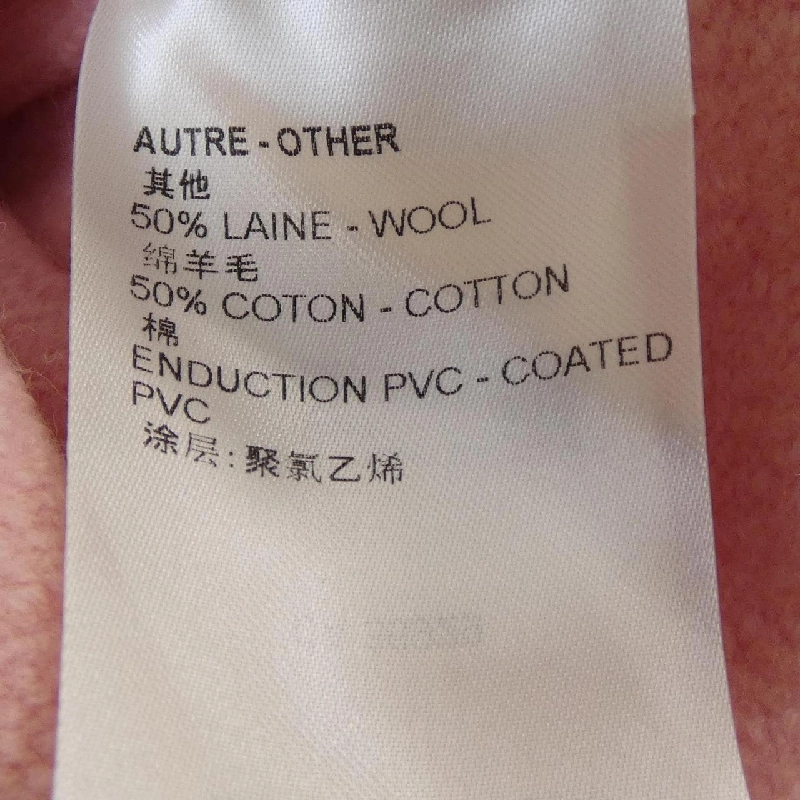 AUTRE - OTHER
其他
50% LAINE - WOOL
绵羊毛
50% COTON - COTTON
棉
ENDUCTION PVC - COATED
PVC
涂层:聚氯乙烯